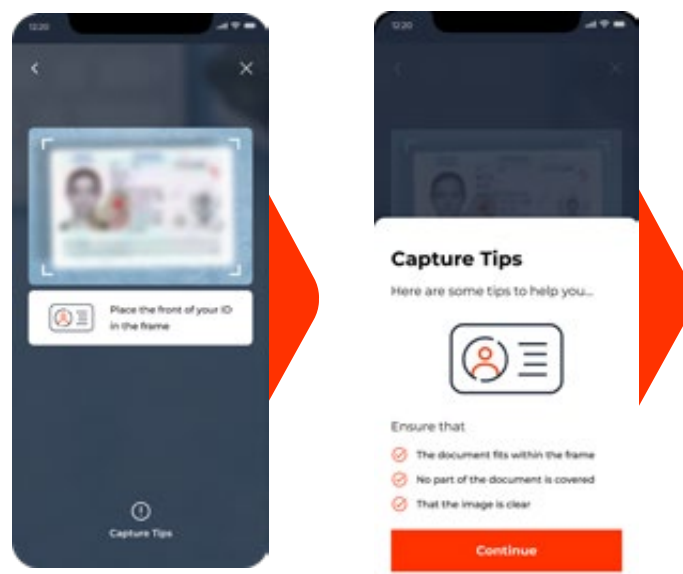 12:20
Place the front of your ID
in the frame
Capture Tips
12:20
Capture Tips
Here are some tips to help you...
Ensure that
The document fits within the frame
No part of the document is covered
That the image is clear
Continue